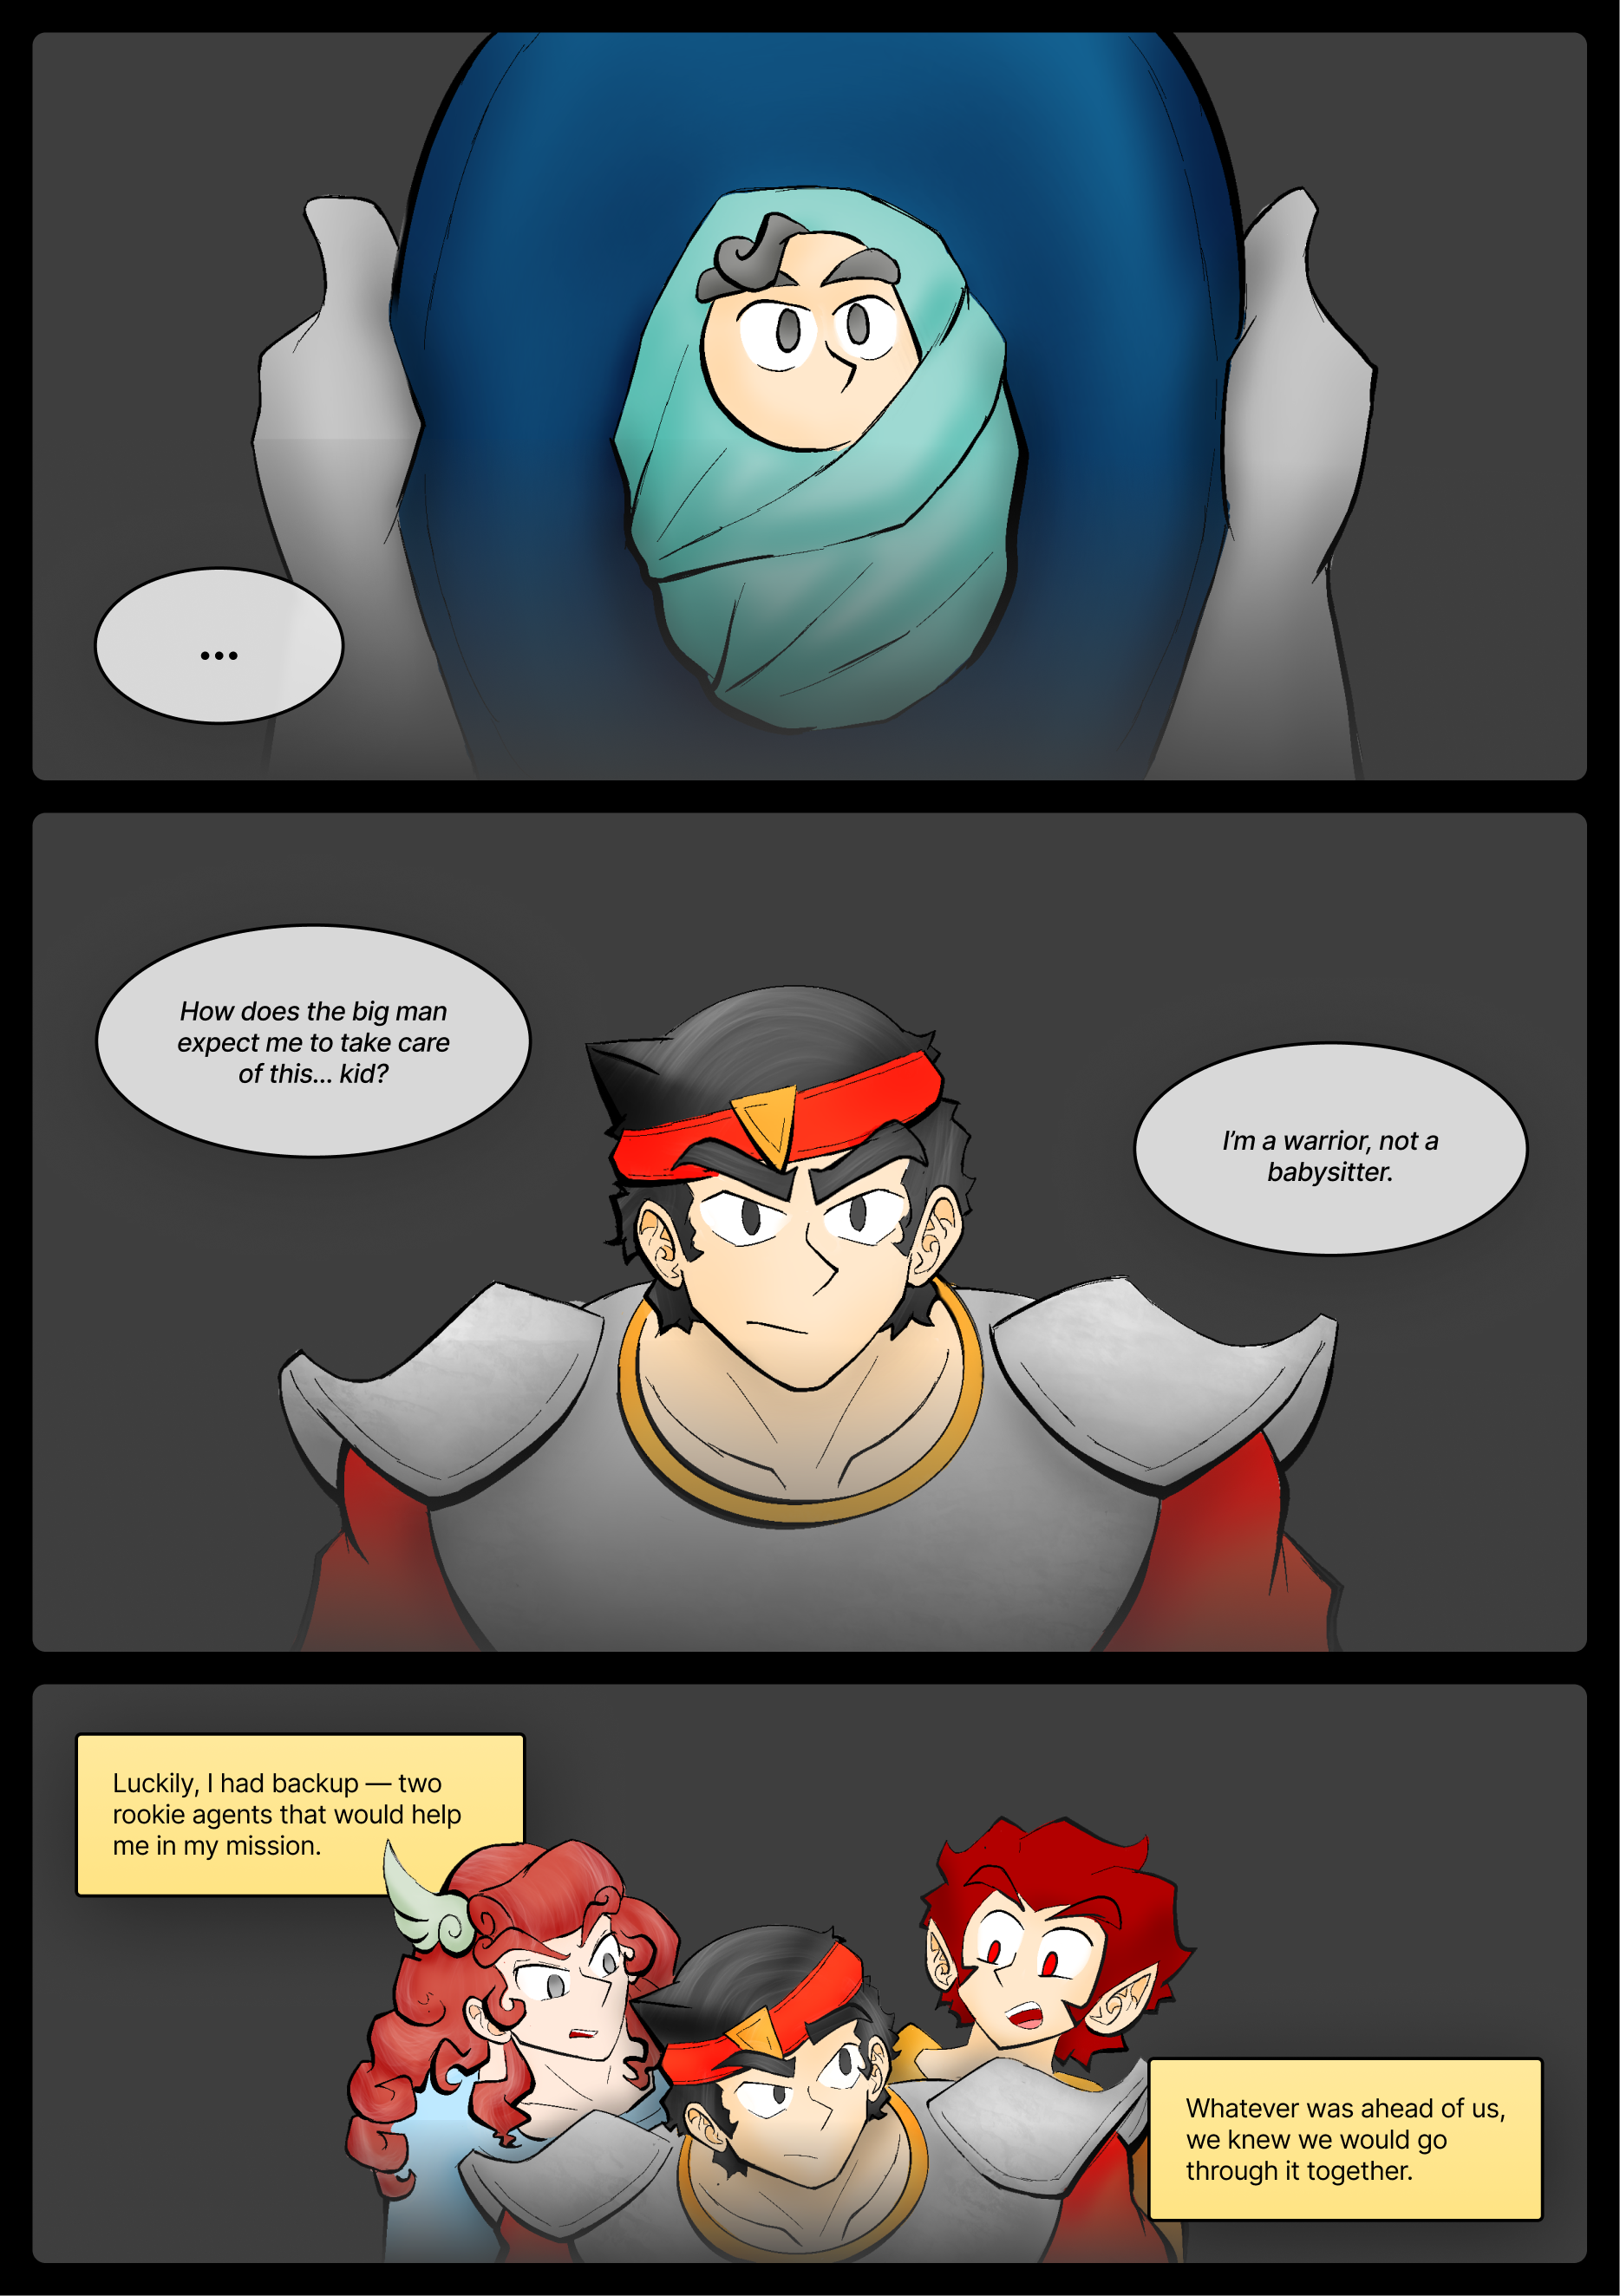 ...
How does the big man
expect me to take care
of this... kid?
I'm a warrior, not a
babysitter.
Luckily, I had backup — two
rookie agents that would help
me in my mission.
Whatever was ahead of us,
we knew we would go
through it together.